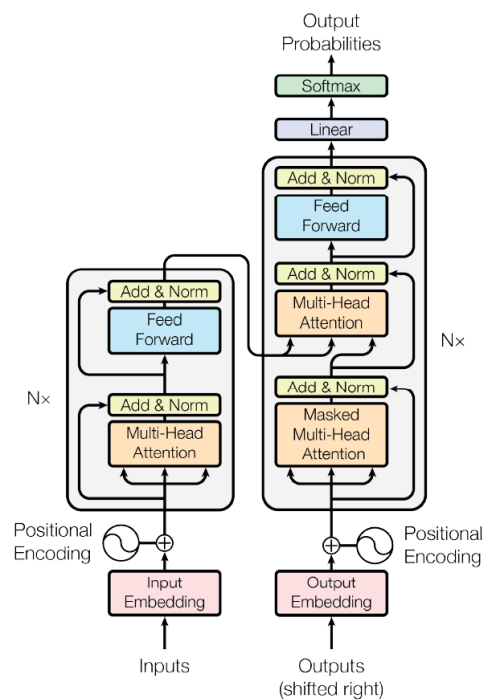 Output
Probabilities
Softmax
Linear
Add & Norm
Feed
Forward
Add & Norm
Multi-Head
Attention
Nx
Add & Norm
Masked
Multi-Head
Attention
Add & Norm
Feed
Forward
Nx
Add & Norm
Multi-Head
Attention
Positional
Encoding
Positional
Encoding
Input
Embedding
Output
Embedding
Inputs
Outputs
(shifted right)